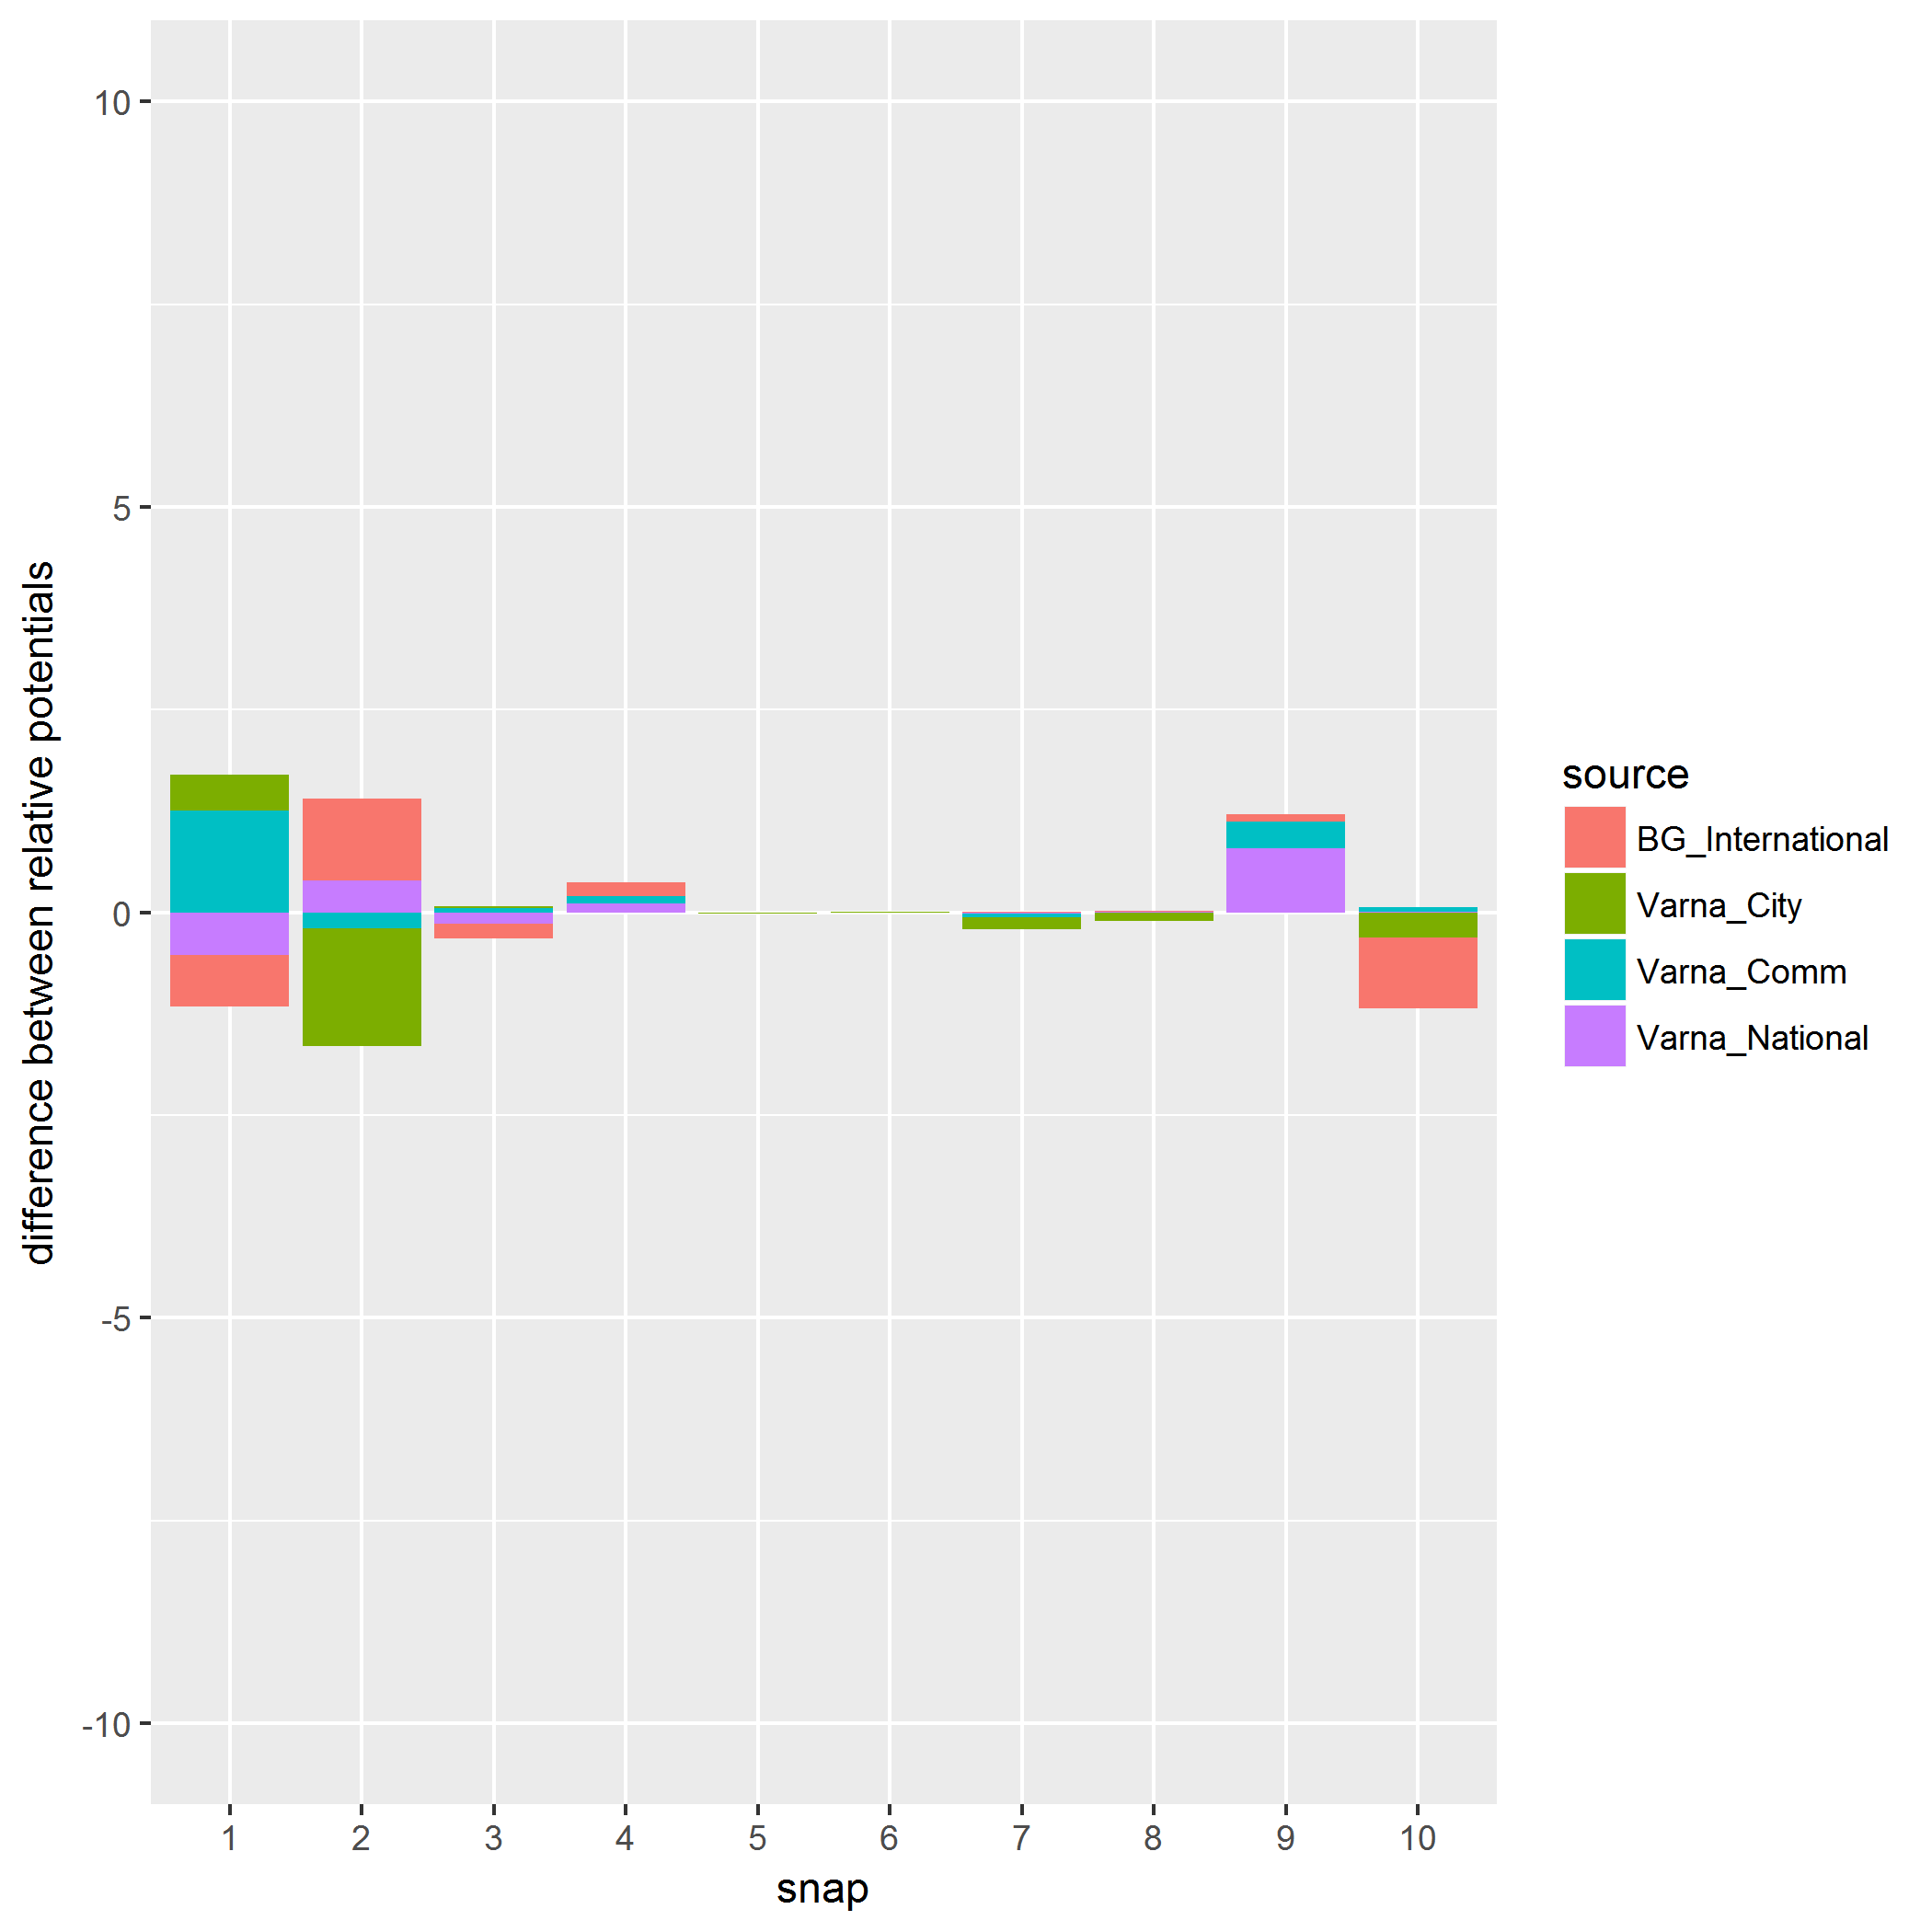 difference between relative potentials
10
5
0
-5
-10
1 2 3 4 5 6 7 8 9 10
snap
source
BG_International
Varna_City
Varna_Comm
Varna_National